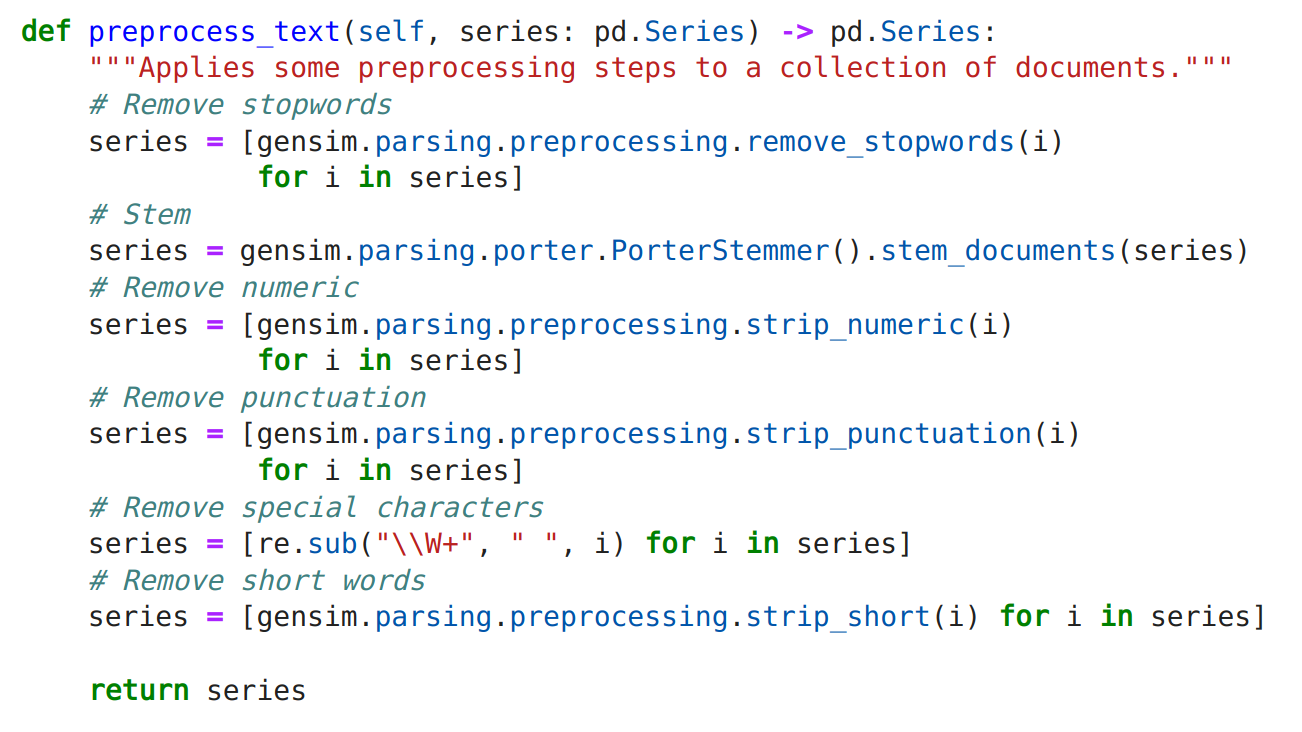 def preprocess_text(self, series: pd.Series) -> pd.Series:
    """Applies some preprocessing steps to a collection of documents."""
    # Remove stopwords
    series = [gensim.parsing.preprocessing.remove_stopwords(i)
              for i in series]
    # Stem
    series = gensim.parsing.porter.PorterStemmer().stem_documents(series)
    # Remove numeric
    series = [gensim.parsing.preprocessing.strip_numeric(i)
              for i in series]
    # Remove punctuation
    series = [gensim.parsing.preprocessing.strip_punctuation(i)
              for i in series]
    # Remove special characters
    series = [re.sub("\\W+", " ", i) for i in series]
    # Remove short words
    series = [gensim.parsing.preprocessing.strip_short(i) for i in series]
    return series